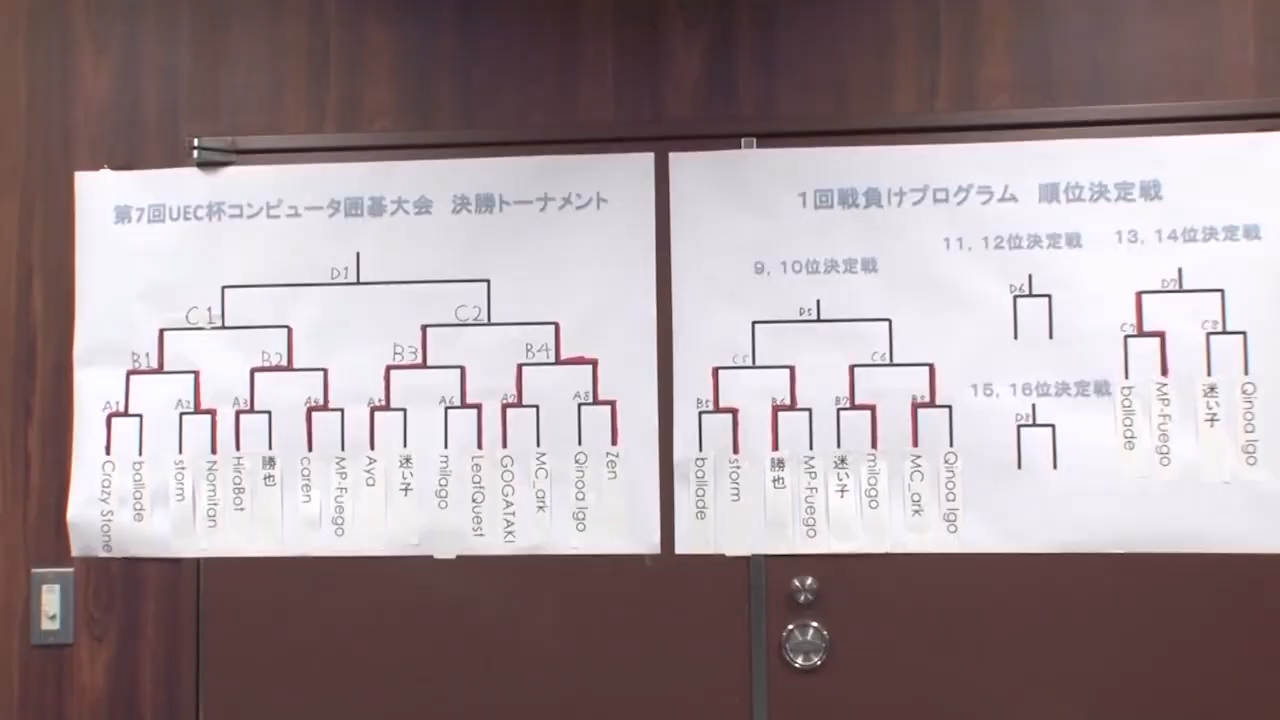 第7回UEC杯コンピュータ囲碁大会 決勝トーナメント
D1
C1 C2
B1 B2 B3 B4
A1 A2 A3 A4 A5 A6 A7 A8
Crazy Stone
ballade
storm
Nomitan
HiraBot
勝也
caren
MP-Fuego
Aya
迷い子
milago
LeafQuest
GOGATAKI
MC_ark
Qinoa Igo
Zen
1回戦負けプログラム 順位決定戦
9, 10位決定戦
D5
C5 C6
B5 B6 B7 B8
ballade
storm
勝也
MP-Fuego
迷い子
milago
MC_ark
Qinoa Igo
11, 12位決定戦
D6
13, 14位決定戦
D7
C7 C8
ballade
MP-Fuego
迷い子
Qinoa Igo
15, 16位決定戦
D8